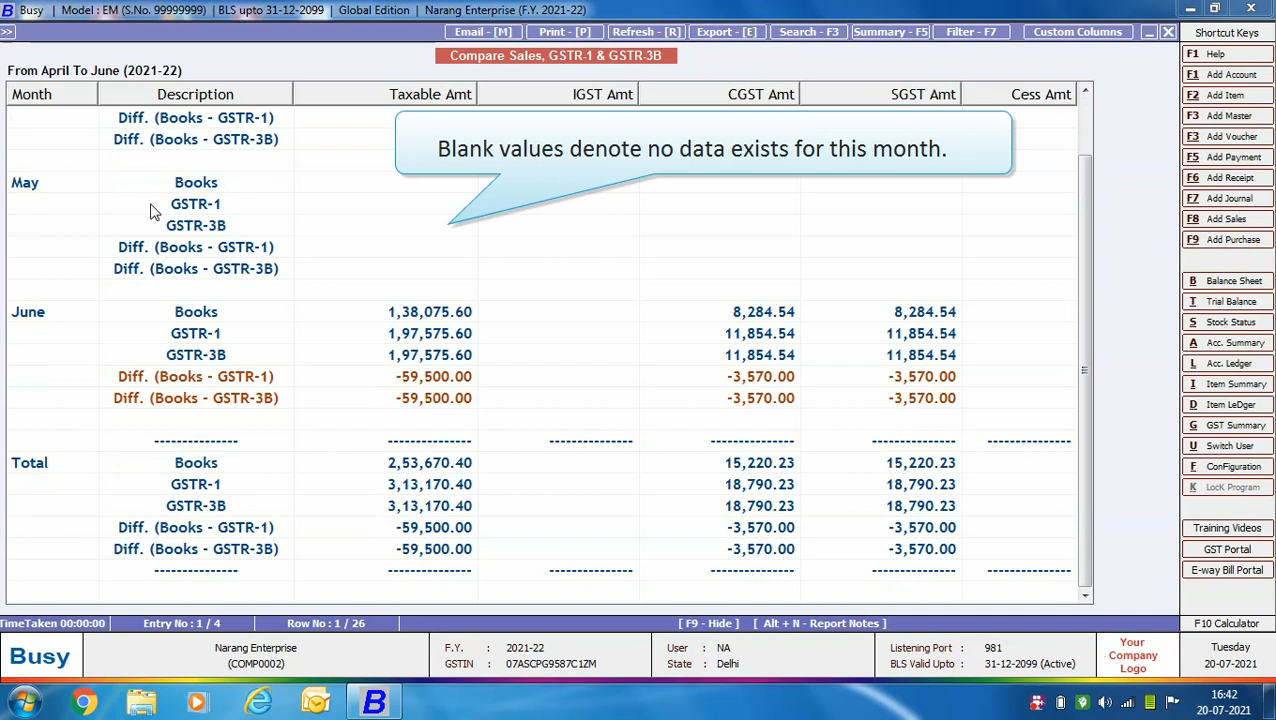 Busy Model : EM (S.No. 99999999) BLS upto 31-12-2099 Global Edition Narang Enterprise (F.Y. 2021-22)
>> Email - [M] Print - [P] Refresh - [R] Export - [E] Search - F3 Summary - F5 Filter - F7 Custom Columns
Compare Sales, GSTR-1 & GSTR-3B
From April To June (2021-22)
Month Description Taxable Amt IGST Amt CGST Amt SGST Amt Cess Amt
Diff. (Books - GSTR-1)
Diff. (Books - GSTR-3B)
Blank values denote no data exists for this month.
May Books
GSTR-1
GSTR-3B
Diff. (Books - GSTR-1)
Diff. (Books - GSTR-3B)
June Books 1,38,075.60 8,284.54 8,284.54
GSTR-1 1,97,575.60 11,854.54 11,854.54
GSTR-3B 1,97,575.60 11,854.54 11,854.54
Diff. (Books - GSTR-1) -59,500.00 -3,570.00 -3,570.00
Diff. (Books - GSTR-3B) -59,500.00 -3,570.00 -3,570.00
--------------- --------------- --------------- --------------- --------------- ---------------
Total Books 2,53,670.40 15,220.23 15,220.23
GSTR-1 3,13,170.40 18,790.23 18,790.23
GSTR-3B 3,13,170.40 18,790.23 18,790.23
Diff. (Books - GSTR-1) -59,500.00 -3,570.00 -3,570.00
Diff. (Books - GSTR-3B) -59,500.00 -3,570.00 -3,570.00
--------------- --------------- --------------- --------------- --------------- ---------------
TimeTaken 00:00:00 Entry No : 1 / 4 Row No : 1 / 26 [ F9 - Hide ] [ Alt + N - Report Notes ]
Busy
Narang Enterprise
(COMP0002)
F.Y. : 2021-22
GSTIN : 07ASCPG9587C1ZM
User : NA
State : Delhi
Listening Port : 981
BLS Valid Upto : 31-12-2099 (Active)
Your
Company
Logo
Shortcut Keys
F1 Help
F1 Add Account
F2 Add Item
F3 Add Master
F3 Add Voucher
F5 Add Payment
F6 Add Receipt
F7 Add Journal
F8 Add Sales
F9 Add Purchase
B Balance Sheet
T Trial Balance
S Stock Status
A Acc. Summary
L Acc. Ledger
I Item Summary
D Item LeDger
G GST Summary
U Switch User
F ConFiguration
K LocK Program
Training Videos
GST Portal
E-way Bill Portal
F10 Calculator
Tuesday
20-07-2021
B
16:42
20-07-2021